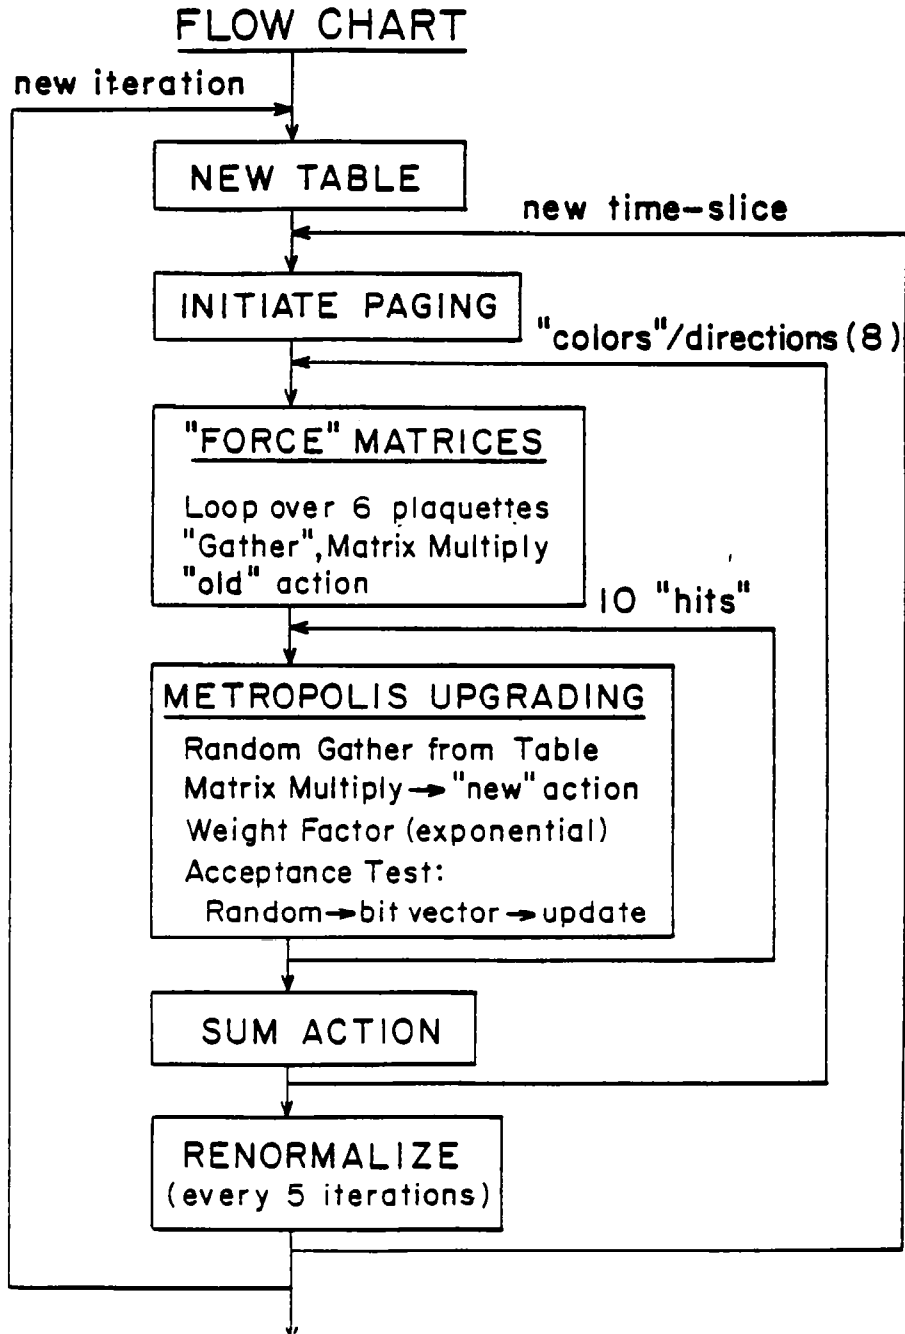 FLOW CHART
new iteration
NEW TABLE
new time-slice
INITIATE PAGING
"colors"/directions (8)
"FORCE" MATRICES
Loop over 6 plaquettes
"Gather", Matrix Multiply
"old" action
10 "hits"
METROPOLIS UPGRADING
Random Gather from Table
Matrix Multiply → "new" action
Weight Factor (exponential)
Acceptance Test:
Random → bit vector → update
SUM ACTION
RENORMALIZE
(every 5 iterations)